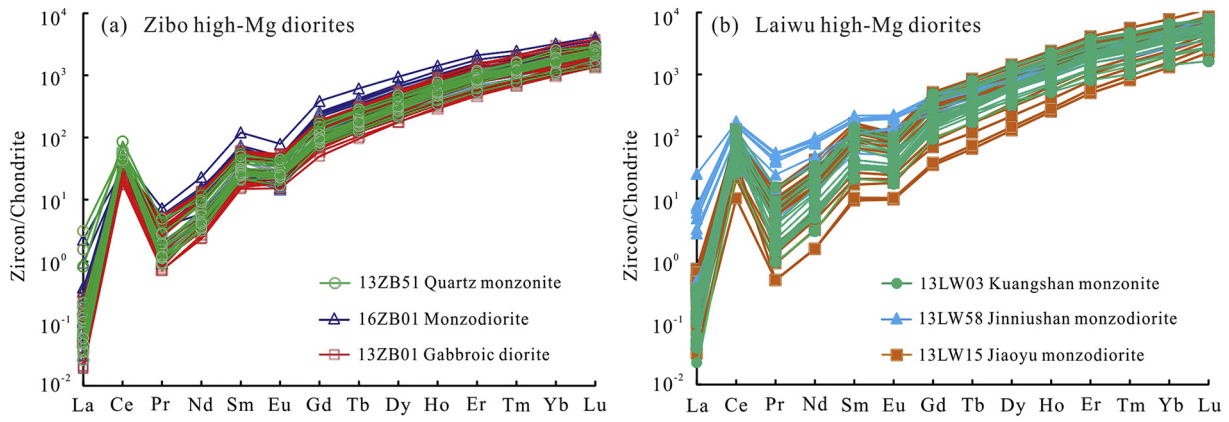 (a) Zibo high-Mg diorites
Zircon/Chondrite
10^4
10^3
10^2
10^1
10^0
10^-1
10^-2
13ZB51 Quartz monzonite
16ZB01 Monzodiorite
13ZB01 Gabbroic diorite
La Ce Pr Nd Sm Eu Gd Tb Dy Ho Er Tm Yb Lu
(b) Laiwu high-Mg diorites
Zircon/Chondrite
10^4
10^3
10^2
10^1
10^0
10^-1
10^-2
13LW03 Kuangshan monzonite
13LW58 Jinniushan monzodiorite
13LW15 Jiaoyu monzodiorite
La Ce Pr Nd Sm Eu Gd Tb Dy Ho Er Tm Yb Lu